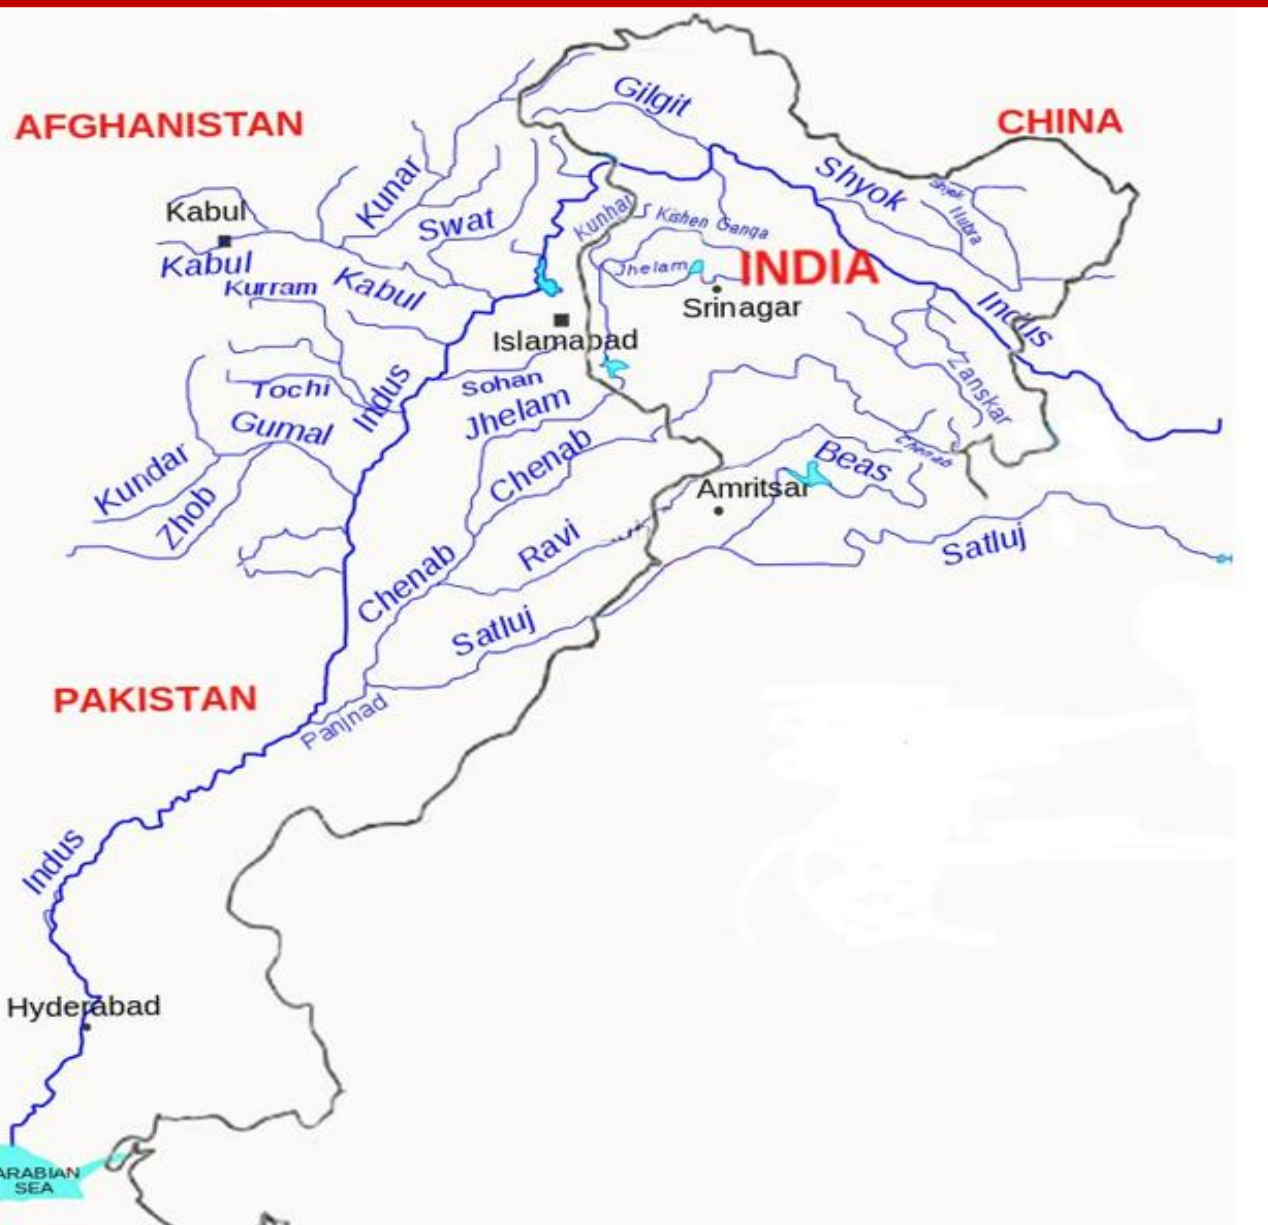 Gilgit
AFGHANISTAN
CHINA
Kunar
Shyok
Shyok
Nubra
Kabul
Swat
Kunhar
Kishen Ganga
Kabul
Kurram
Kabul
Jhelam
INDIA
Srinagar
Indus
Islamabad
Sohan
Zanskar
Tochi
Indus
Jhelam
Gumal
Chenab
Chenab
Beas
Kundar
Zhob
Amritsar
Ravi
Satluj
Chenab
Satluj
PAKISTAN
Panjnad
Indus
Hyderabad
ARABIAN
SEA